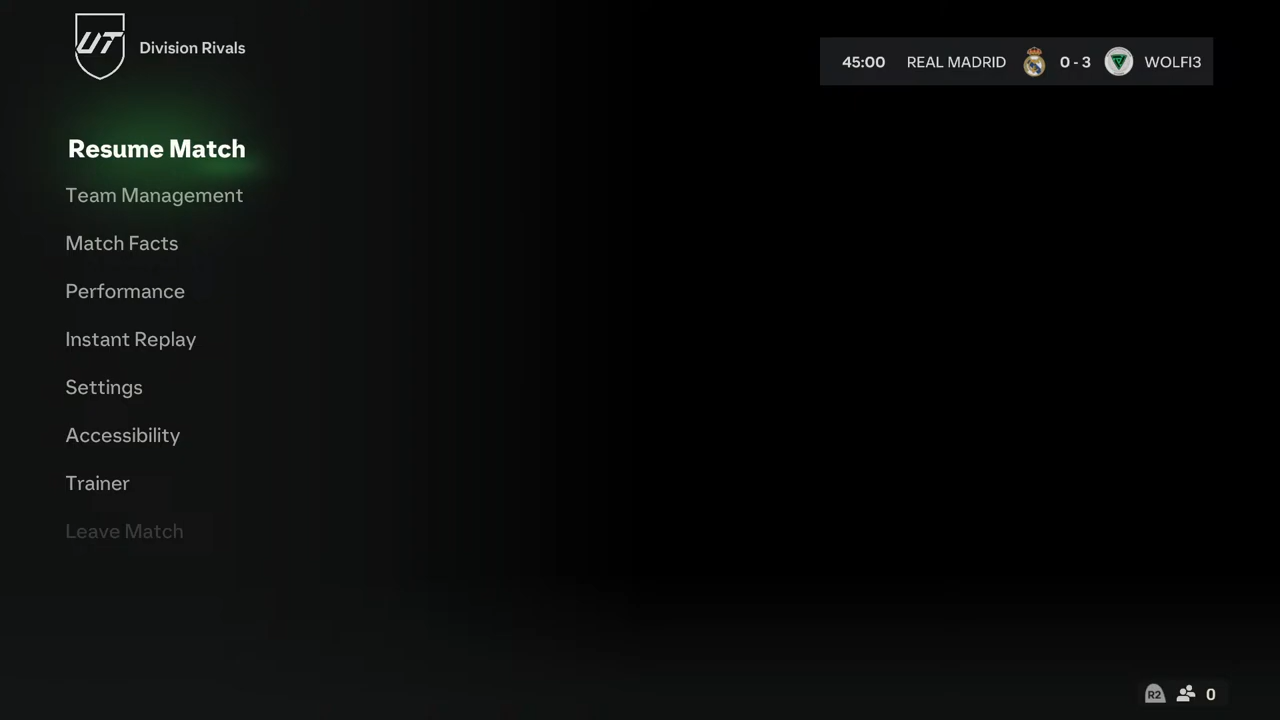 UT
Division Rivals
45:00 REAL MADRID 0 - 3 WOLFI3
Resume Match
Team Management
Match Facts
Performance
Instant Replay
Settings
Accessibility
Trainer
Leave Match
R2 0